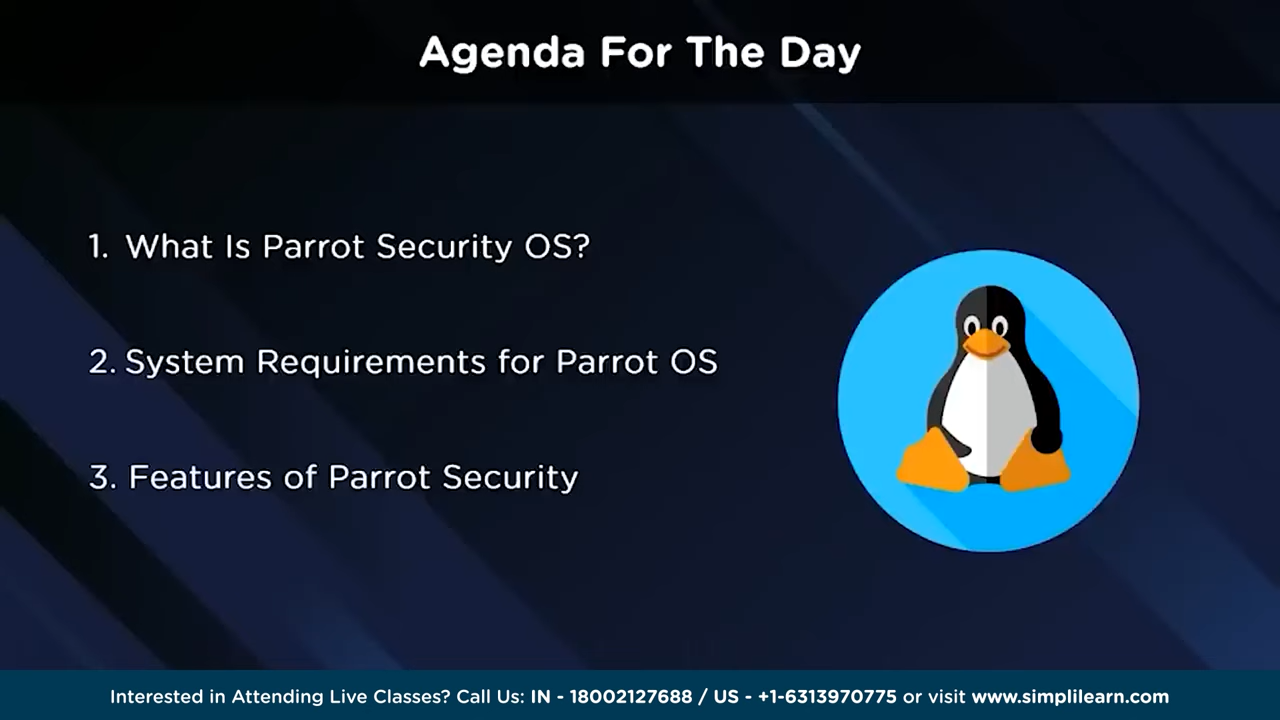 Agenda For The Day
1. What Is Parrot Security OS?
2. System Requirements for Parrot OS
3. Features of Parrot Security
Interested in Attending Live Classes? Call Us: IN - 18002127688 / US - +1-6313970775 or visit www.simplilearn.com